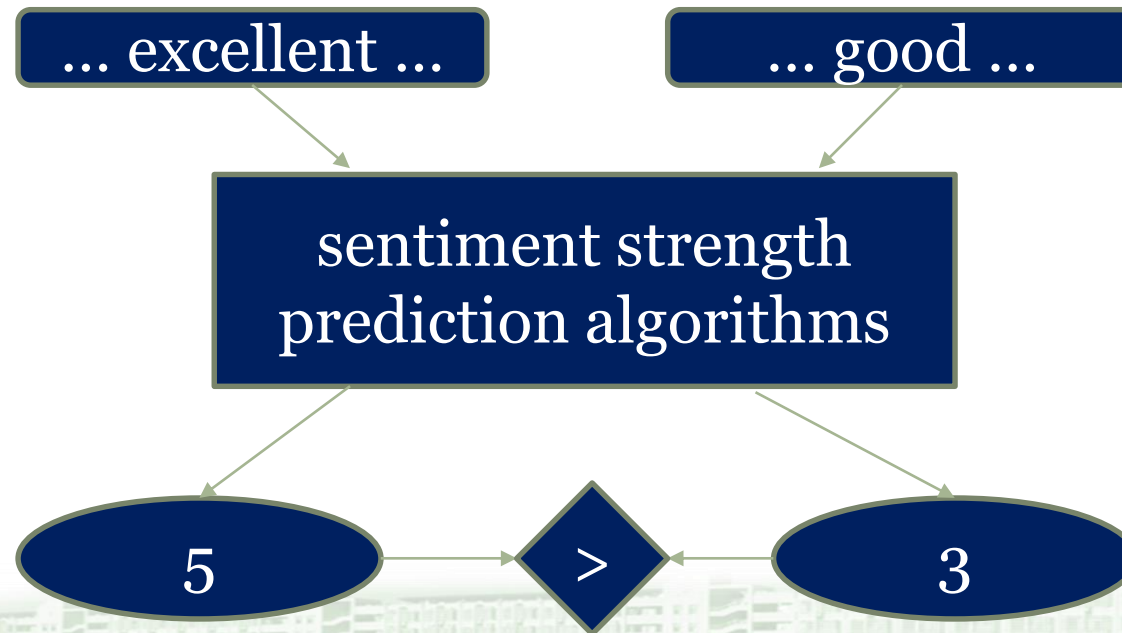 ... excellent ...
... good ...
sentiment strength
prediction algorithms
5
>
3